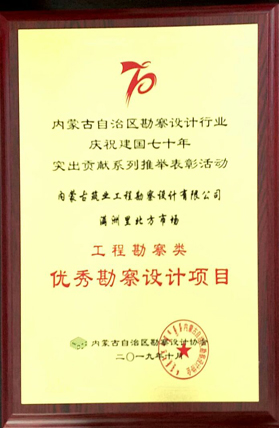 内蒙古自治区勘察设计行业
庆祝建国七十年
突出贡献系列推举表彰活动
内蒙古筑业工程勘察设计有限公司
满洲里北方市场
工程勘察类
优秀勘察设计项目
内蒙古自治区勘察设计协会
二〇一九年十月